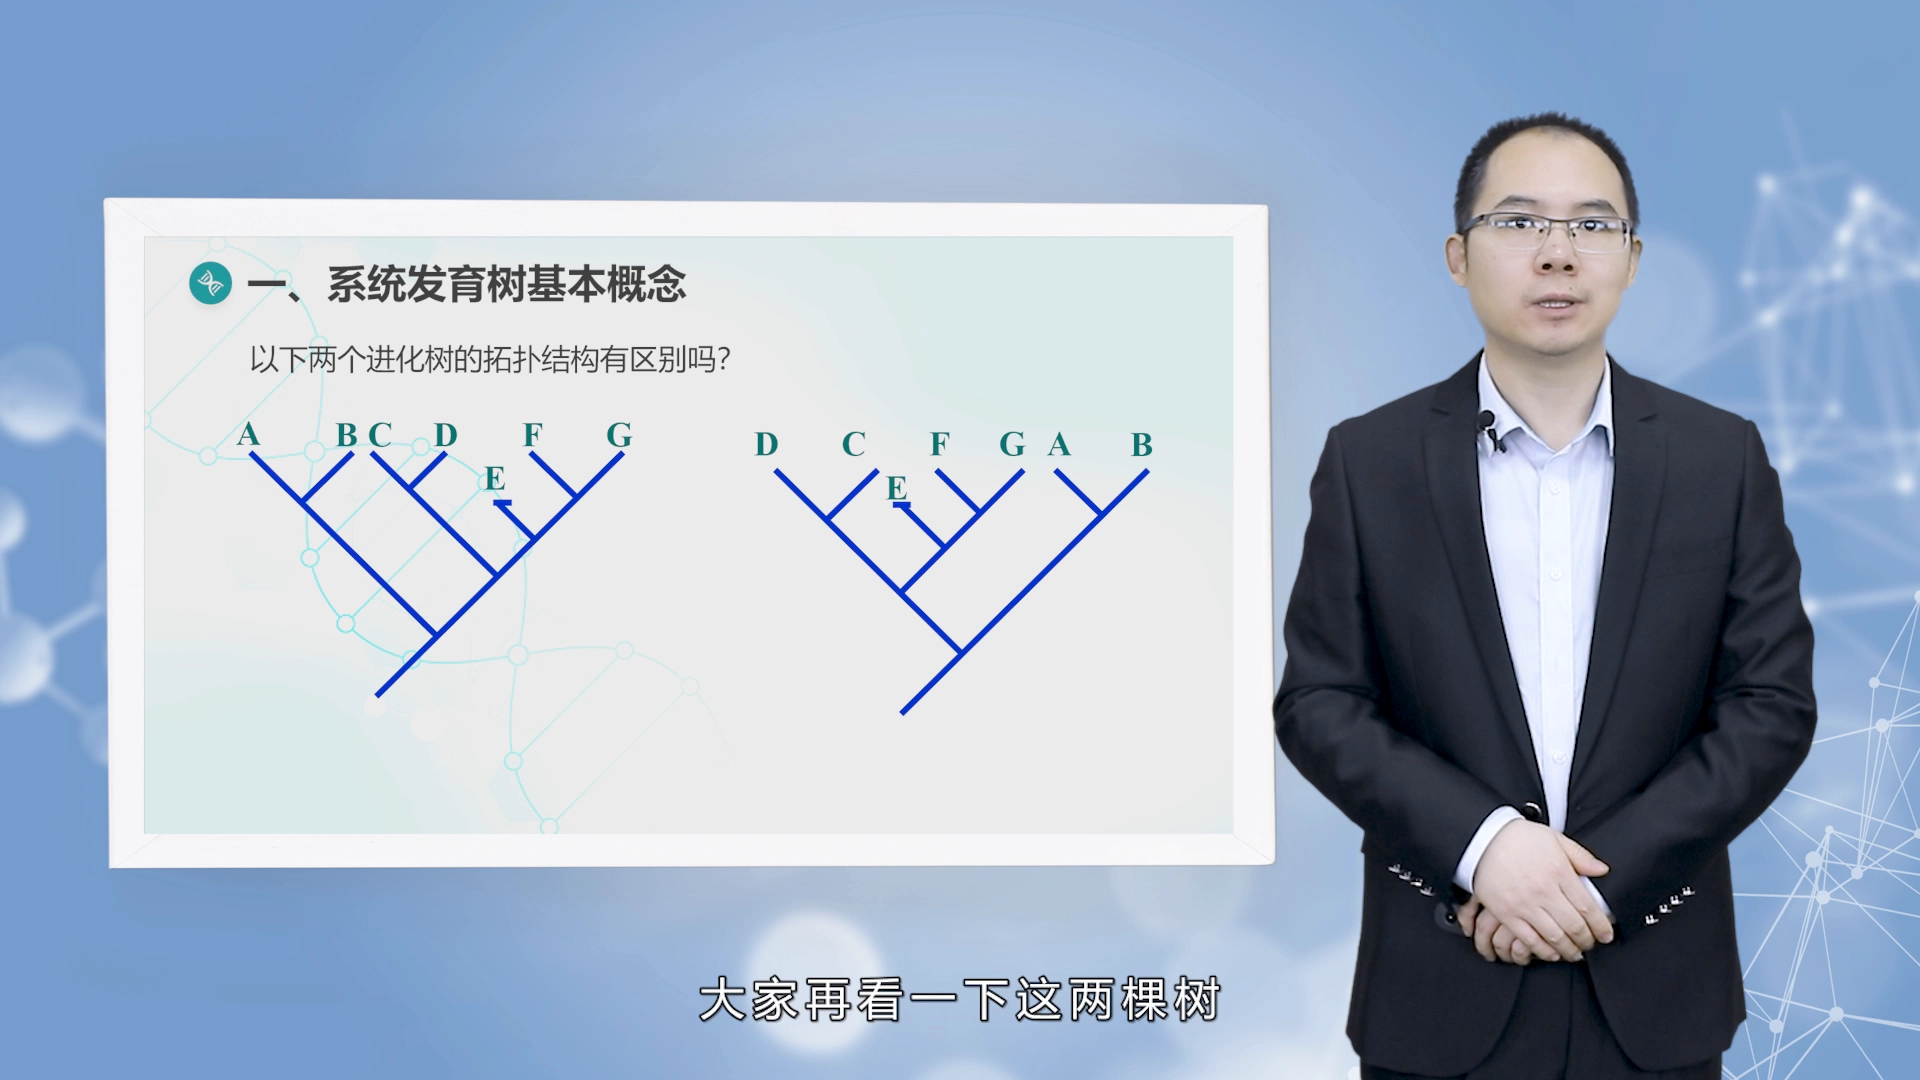 一、系统发育树基本概念
以下两个进化树的拓扑结构有区别吗?
A B C D F G
E
D C F G A B
E
大家再看一下这两棵树